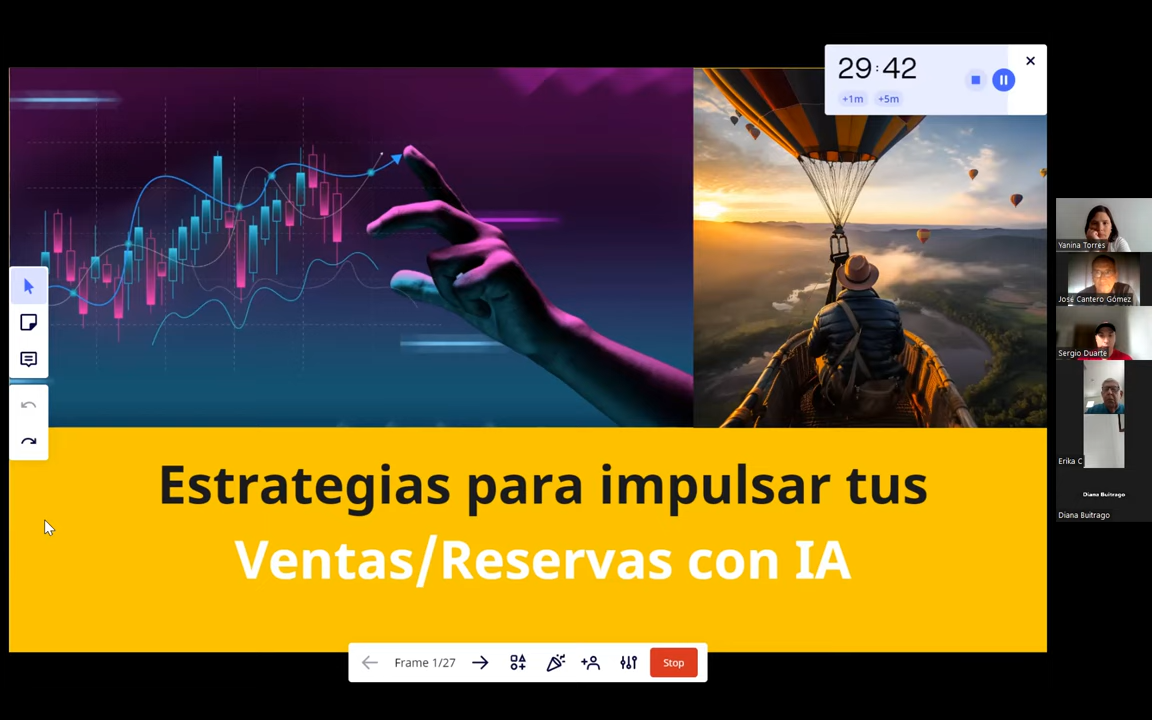 29:42
+1m
+5m
Yanina Torres
José Cantero Gómez
Sergio Duarte
Erika C
Diana Buitrago
Diana Buitrago
Estrategias para impulsar tus
Ventas/Reservas con IA
Frame 1/27
Stop